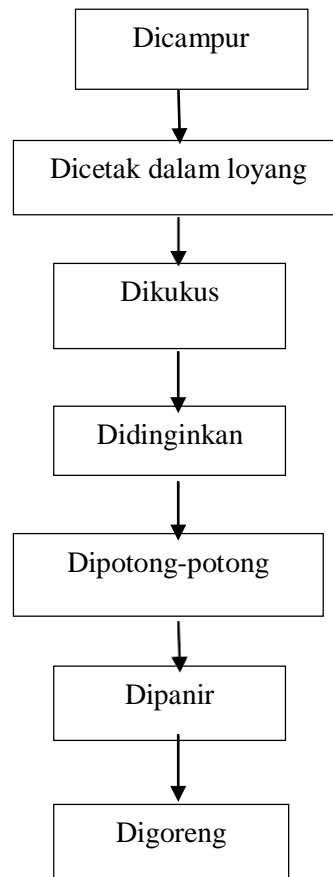 Dicampur
Dicetak dalam loyang
Dikukus
Didinginkan
Dipotong-potong
Dipanir
Digoreng